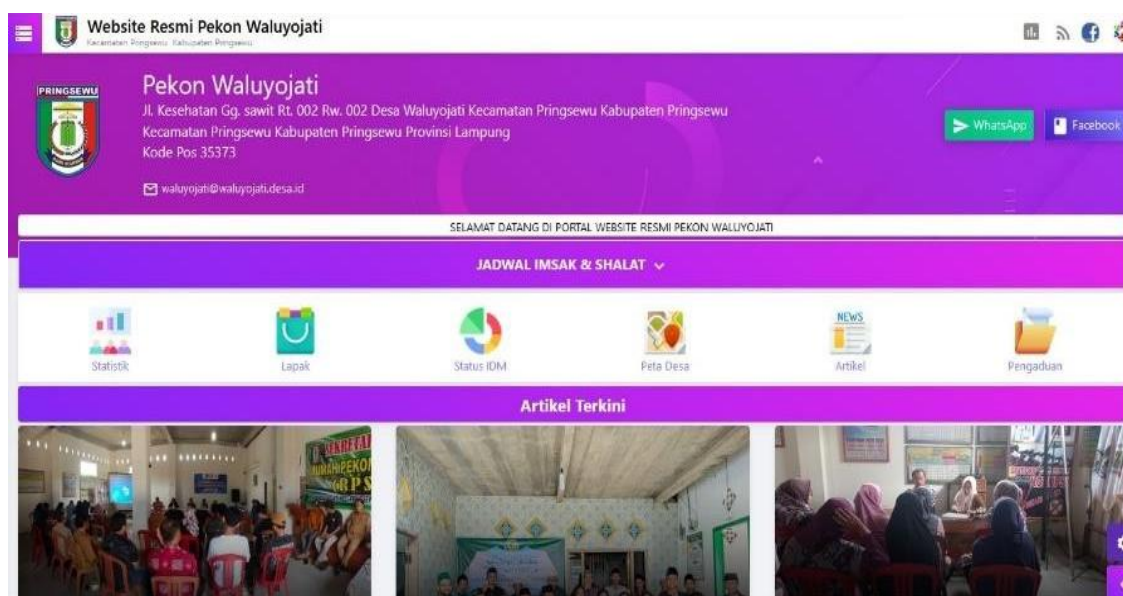 Website Resmi Pekon Waluyojati
Kecamatan Pringsewu Kabupaten Pringsewu
PRINGSEWU
Pekon Waluyojati
Jl. Kesehatan Gg. sawit Rt. 002 Rw. 002 Desa Waluyojati Kecamatan Pringsewu Kabupaten Pringsewu
Kecamatan Pringsewu Kabupaten Pringsewu Provinsi Lampung
Kode Pos 35373
waluyojati@waluyojati.desa.id
WhatsApp
Facebook
SELAMAT DATANG DI PORTAL WEBSITE RESMI PEKON WALUYOJATI
JADWAL IMSAK & SHALAT
NEWS
Statistik
Lapak
Status IDM
Peta Desa
Artikel
Pengaduan
Artikel Terkini